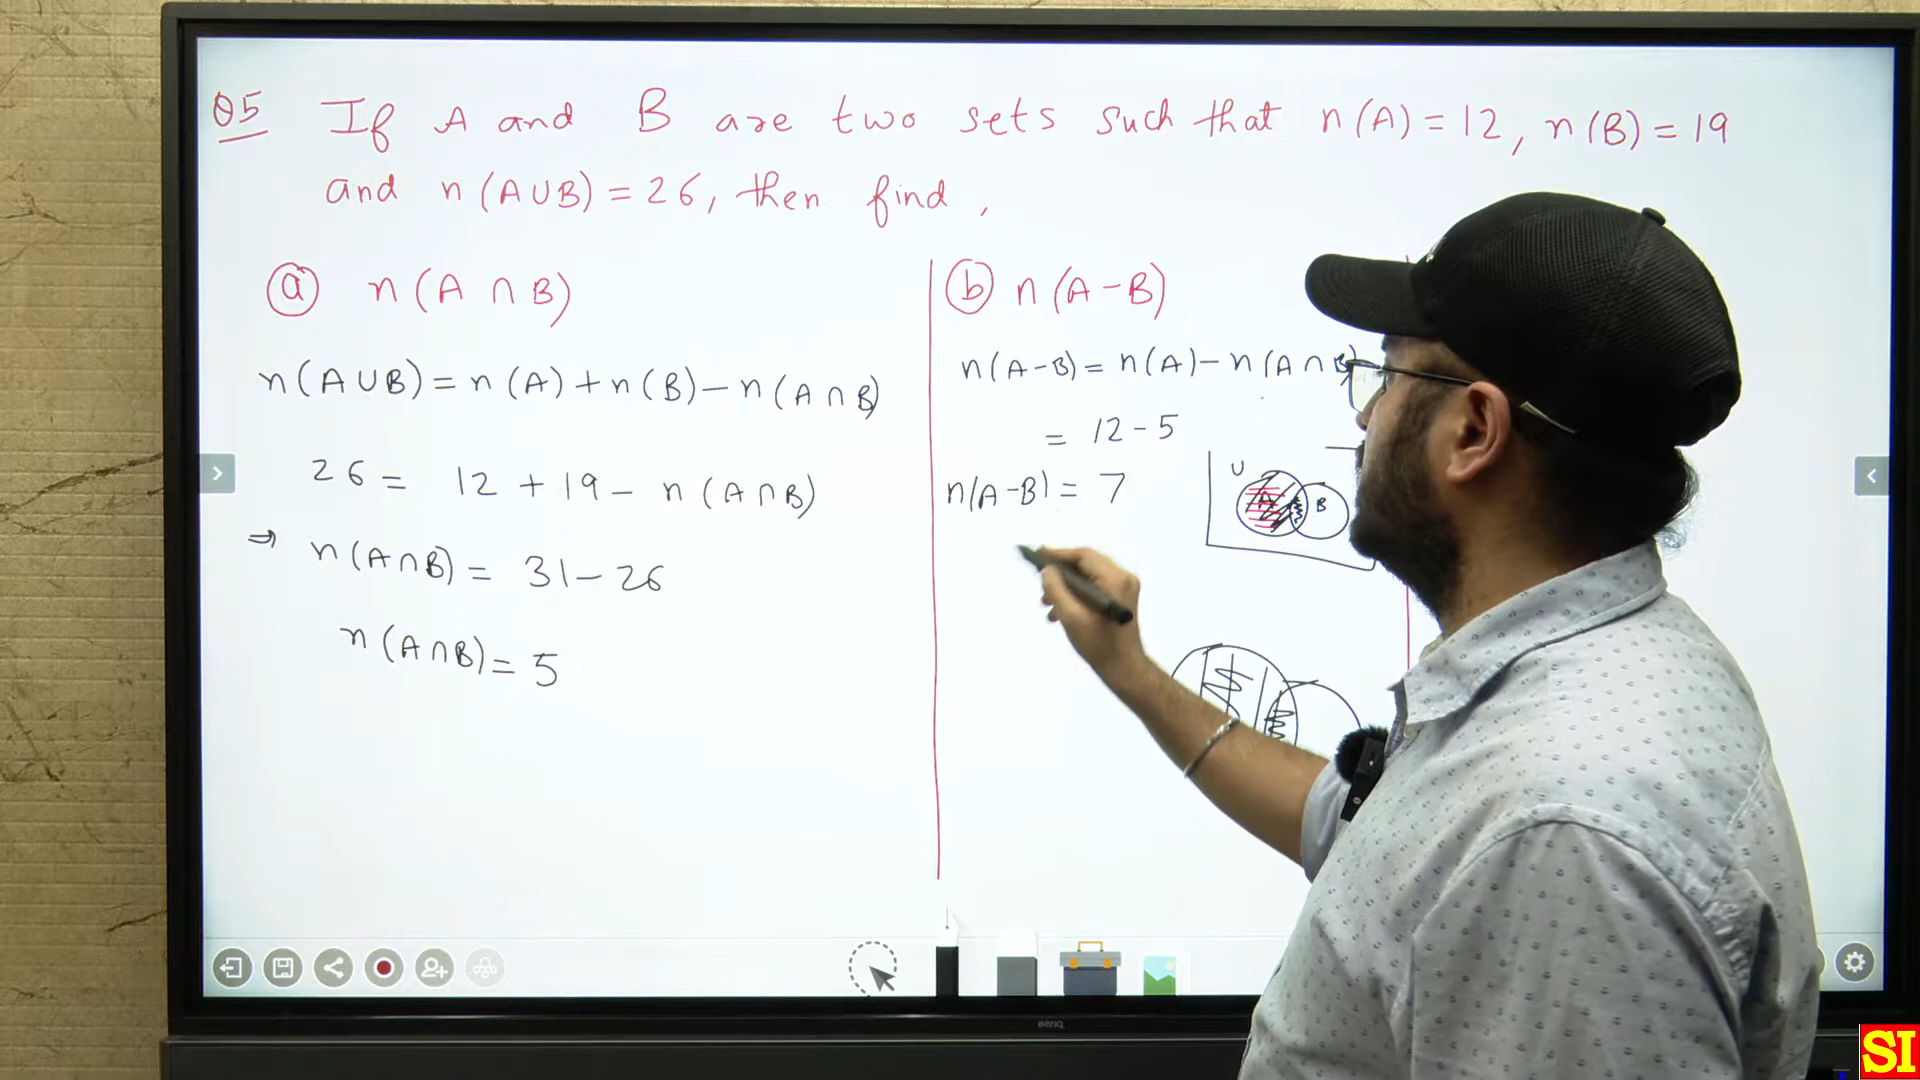 Q5 If A and B are two sets such that n(A) = 12, n(B) = 19
and n(A∪B) = 26, then find,
(a) n(A ∩ B)
n(A∪B) = n(A) + n(B) - n(A∩B)
26 = 12 + 19 - n(A∩B)
⇒ n(A∩B) = 31 - 26
n(A∩B) = 5
(b) n(A-B)
n(A-B) = n(A) - n(A∩B)
= 12 - 5
n(A-B) = 7
U
A B
BenQ
SI